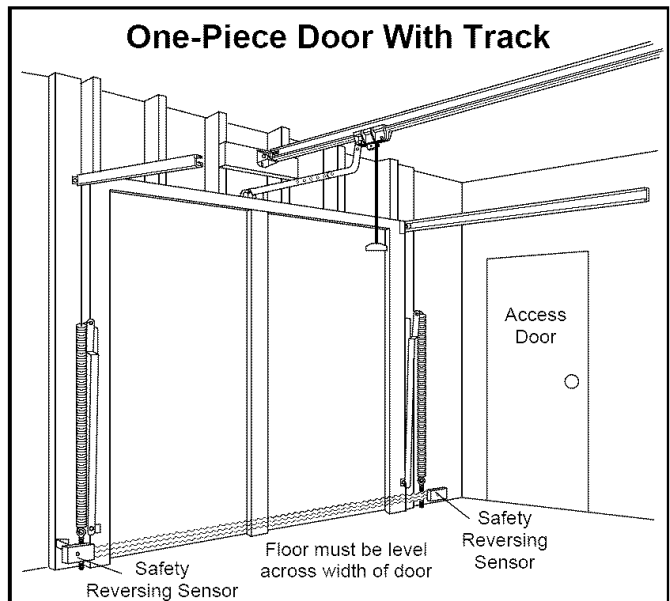 One-Piece Door With Track
Access
Door
Safety
Reversing
Sensor
Floor must be level
across width of door
Safety
Reversing Sensor